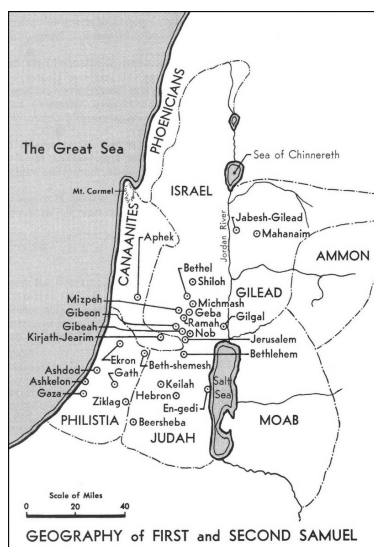 PHOENICIANS
The Great Sea
Sea of Chinnereth
ISRAEL
Mt. Carmel
CANAANITES
Aphek
Jordan River
Jabesh-Gilead
Mahanaim
AMMON
Bethel
Shiloh
GILEAD
Mizpeh
Michmash
Gibeon
Geba
Ramah
Gilgal
Gibeah
Nob
Kirjath-Jearim
Jerusalem
Ekron
Beth-shemesh
Bethlehem
Ashdod
Gath
Ashkelon
Keilah
Salt
Sea
Gaza
Hebron
En-gedi
Ziklag
PHILISTIA
Beersheba
JUDAH
MOAB
Scale of Miles
0
20
40
GEOGRAPHY of FIRST and SECOND SAMUEL